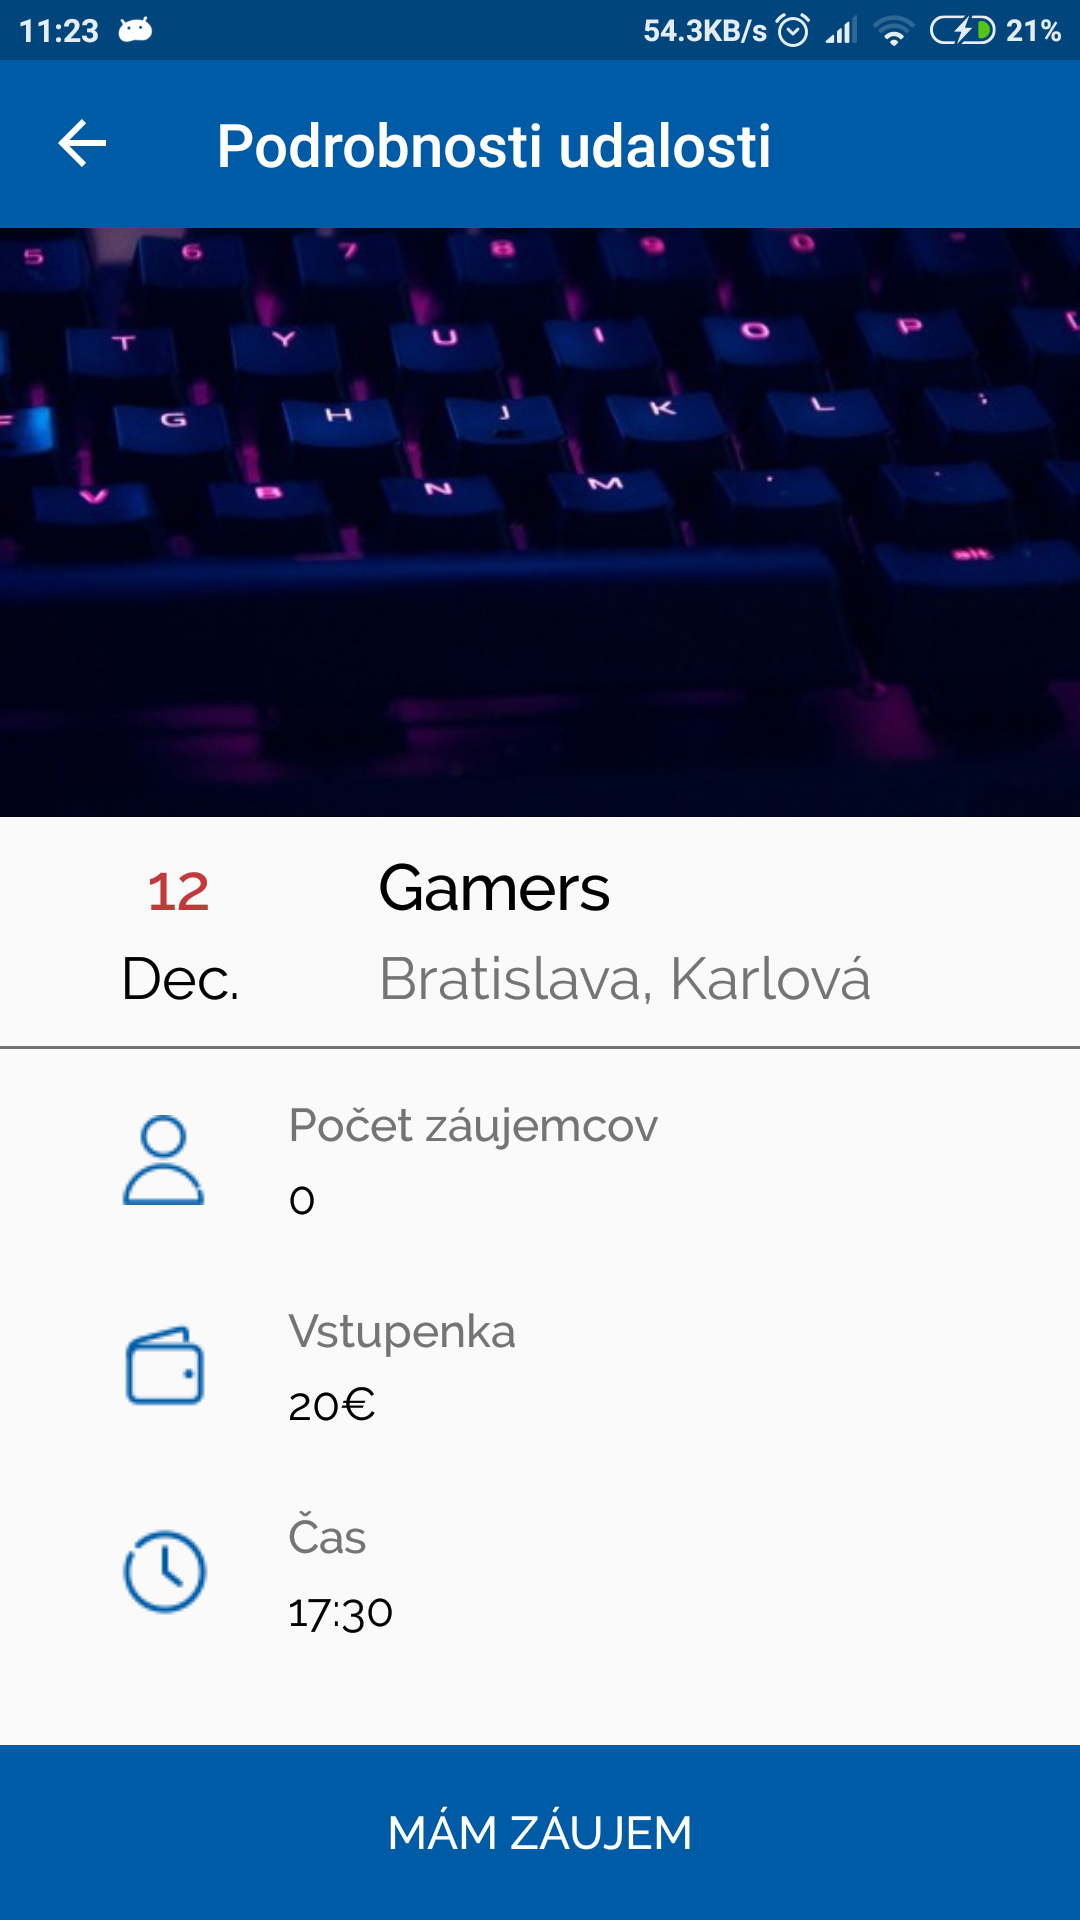 11:23 54.3KB/s 21%
Podrobnosti udalosti
5 6 7 8 9 0
T Y U I O P [
F G H J K L ;
V B N M
alt
12 Gamers
Dec. Bratislava, Karlová
Počet záujemcov
0
Vstupenka
20€
Čas
17:30
MÁM ZÁUJEM